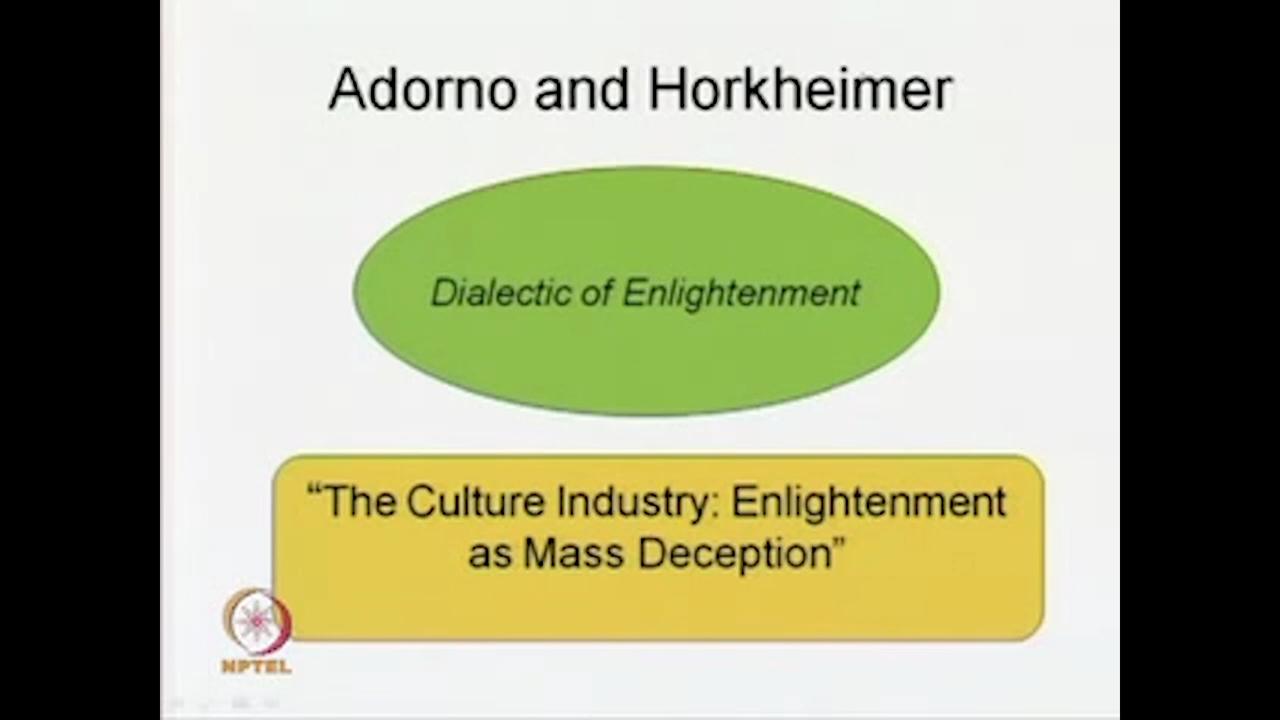 Adorno and Horkheimer
Dialectic of Enlightenment
“The Culture Industry: Enlightenment
as Mass Deception”
NPTEL